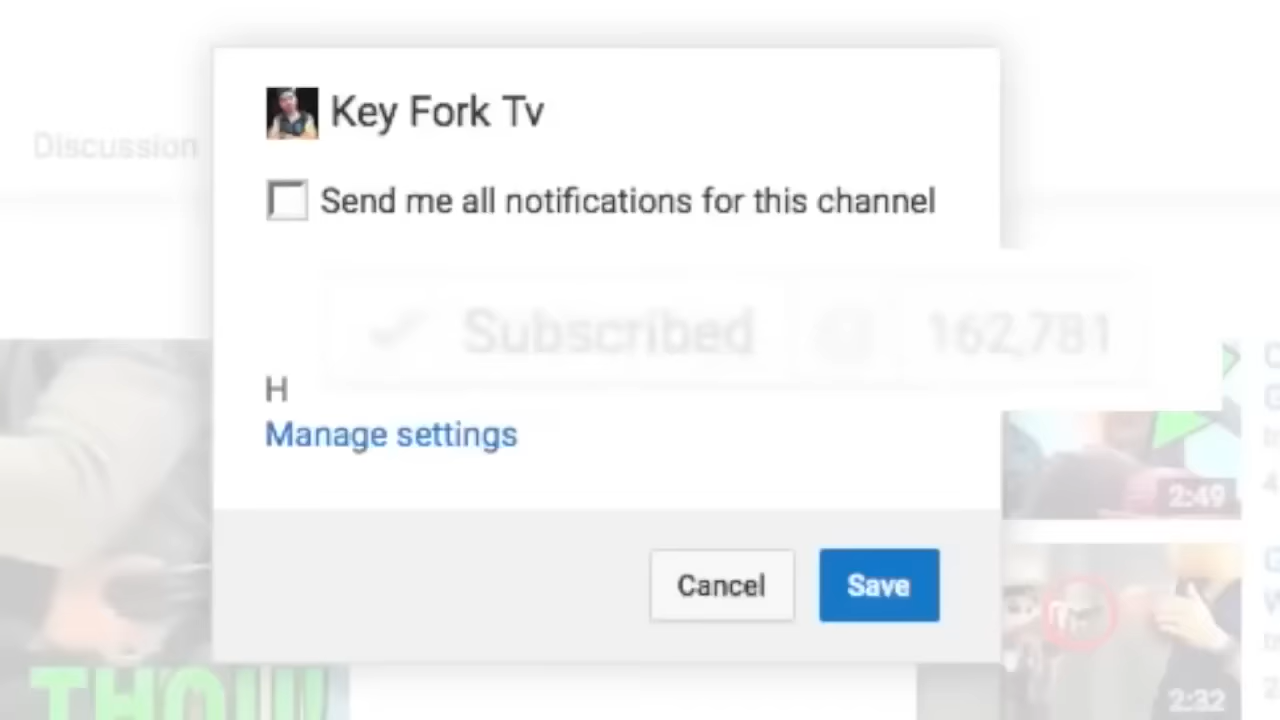 Key Fork Tv
Discussion
Send me all notifications for this channel
Subscribed 162,781
H
Manage settings
2:49
Cancel Save
2:32